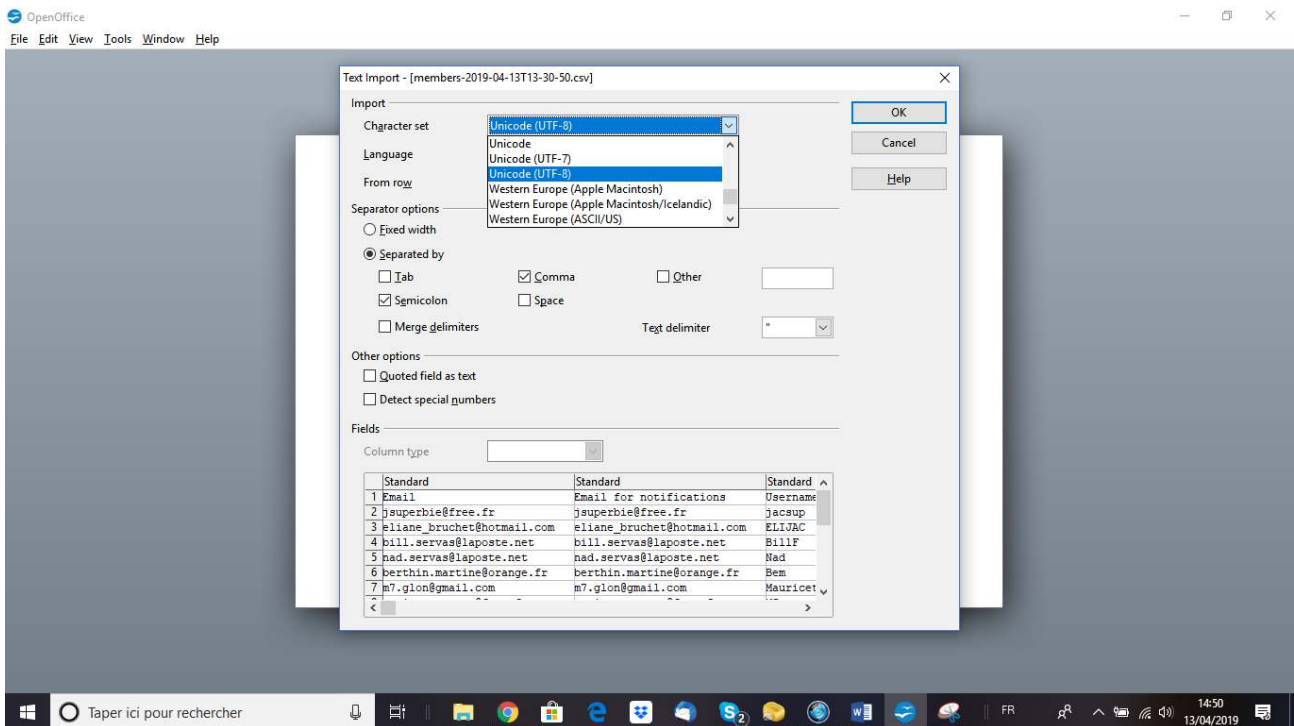 OpenOffice
File Edit View Tools Window Help
Text Import - [members-2019-04-13T13-30-50.csv]
Import
OK
Character set Unicode (UTF-8)
Unicode
Cancel
Language Unicode (UTF-7)
Unicode (UTF-8)
From row Western Europe (Apple Macintosh)
Help
Western Europe (Apple Macintosh/Icelandic)
Separator options Western Europe (ASCII/US)
Fixed width
Separated by
Tab Comma Other
Semicolon Space
Merge delimiters Text delimiter "
Other options
Quoted field as text
Detect special numbers
Fields
Column type
Standard Standard Standard
1 Email Email for notifications Username
2 jsuperbie@free.fr jsuperbie@free.fr jacsup
3 eliane_bruchet@hotmail.com eliane_bruchet@hotmail.com ELIJAC
4 bill.servas@laposte.net bill.servas@laposte.net BillF
5 nad.servas@laposte.net nad.servas@laposte.net Nad
6 berthin.martine@orange.fr berthin.martine@orange.fr Bem
7 m7.glon@gmail.com m7.glon@gmail.com Mauricet
Taper ici pour rechercher
2
FR
14:50
13/04/2019